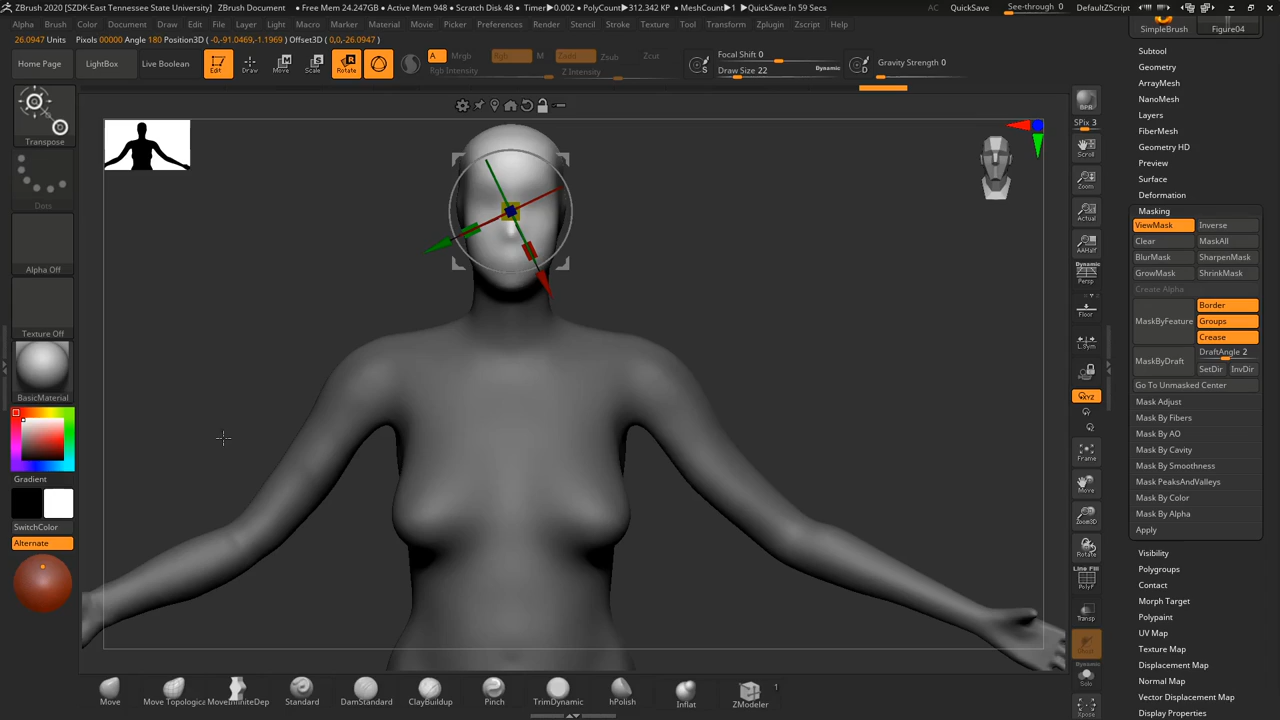 ZBrush 2020 [SZDK-East Tennessee State University] ZBrush Document • Free Mem 24.247GB • Active Mem 948 • Scratch Disk 48 • Timer▶0.002 • PolyCount▶312.342 KP • MeshCount▶1 ▶QuickSave In 59 Secs AC QuickSave See-through 0 DefaultZScript
Alpha Brush Color Document Draw Edit File Layer Light Macro Marker Material Movie Picker Preferences Render Stencil Stroke Texture Tool Transform Zplugin Zscript Help
26.0947 Units Pixels 00000 Angle 180 Position3D ( -0,-91.0469,-1.1969 ) Offset3D ( 0,0,-26.0947 )
Home Page LightBox Live Boolean Edit Draw Move Scale Rotate
A Mrgb Rgb M Zadd Zsub Zcut
Rgb Intensity Z Intensity
S Focal Shift 0
Draw Size 22 Dynamic
D Gravity Strength 0
Transpose
Dots
Alpha Off
Texture Off
BasicMaterial
Gradient
SwitchColor
Alternate
BPR
SPix 3
Scroll
Zoom
Actual
AAHalf
Dynamic
Persp
Floor
L.Sym
XYZ
Frame
Move
Zoom3D
Rotate
Line Fill
PolyF
Transp
Ghost
Dynamic
Solo
Xpose
SimpleBrush Figure04
Subtool
Geometry
ArrayMesh
NanoMesh
Layers
FiberMesh
Geometry HD
Preview
Surface
Deformation
Masking
ViewMask Inverse
Clear MaskAll
BlurMask SharpenMask
GrowMask ShrinkMask
Create Alpha
MaskByFeature Border
Groups
Crease
MaskByDraft DraftAngle 2
SetDir InvDir
Go To Unmasked Center
Mask Adjust
Mask By Fibers
Mask By AO
Mask By Cavity
Mask By Smoothness
Mask PeaksAndValleys
Mask By Color
Mask By Alpha
Apply
Visibility
Polygroups
Contact
Morph Target
Polypaint
UV Map
Texture Map
Displacement Map
Normal Map
Vector Displacement Map
Display Properties
Move Move Topologic MoveInfiniteDep Standard DamStandard ClayBuildup Pinch TrimDynamic hPolish Inflat ZModeler 1